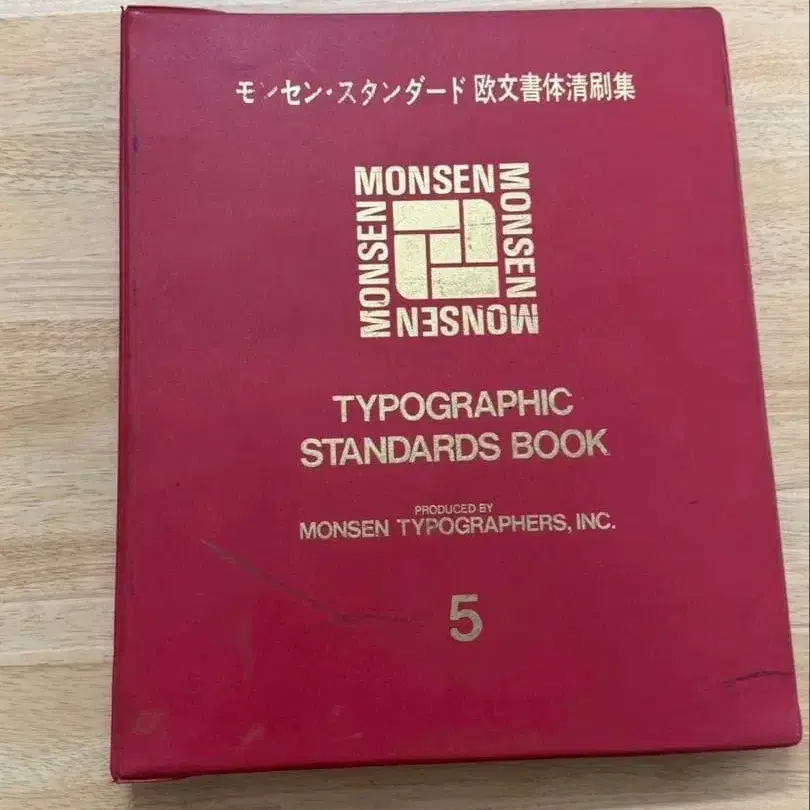 モンセン・スタンダード 欧文書体清刷集
MONSEN
MONSEN
MONSEN
MONSEN
TYPOGRAPHIC
STANDARDS BOOK
PRODUCED BY
MONSEN TYPOGRAPHERS, INC.
5